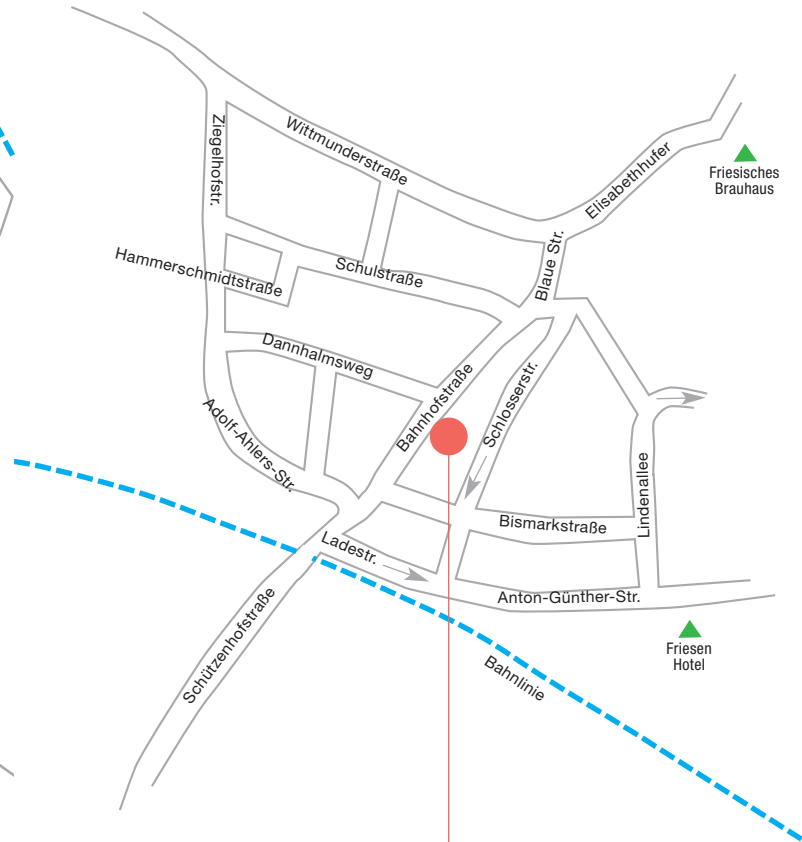 Ziegelhofstr.
Wittmunderstraße
Elisabethhufer
Friesisches
Brauhaus
Hammerschmidtstraße
Schulstraße
Blaue Str.
Dannhalmsweg
Bahnhofstraße
Schlosserstr.
Adolf-Ahlers-Str.
Lindenallee
Bismarkstraße
Ladestr.
Anton-Günther-Str.
Schützenhofstraße
Friesen
Hotel
Bahnlinie